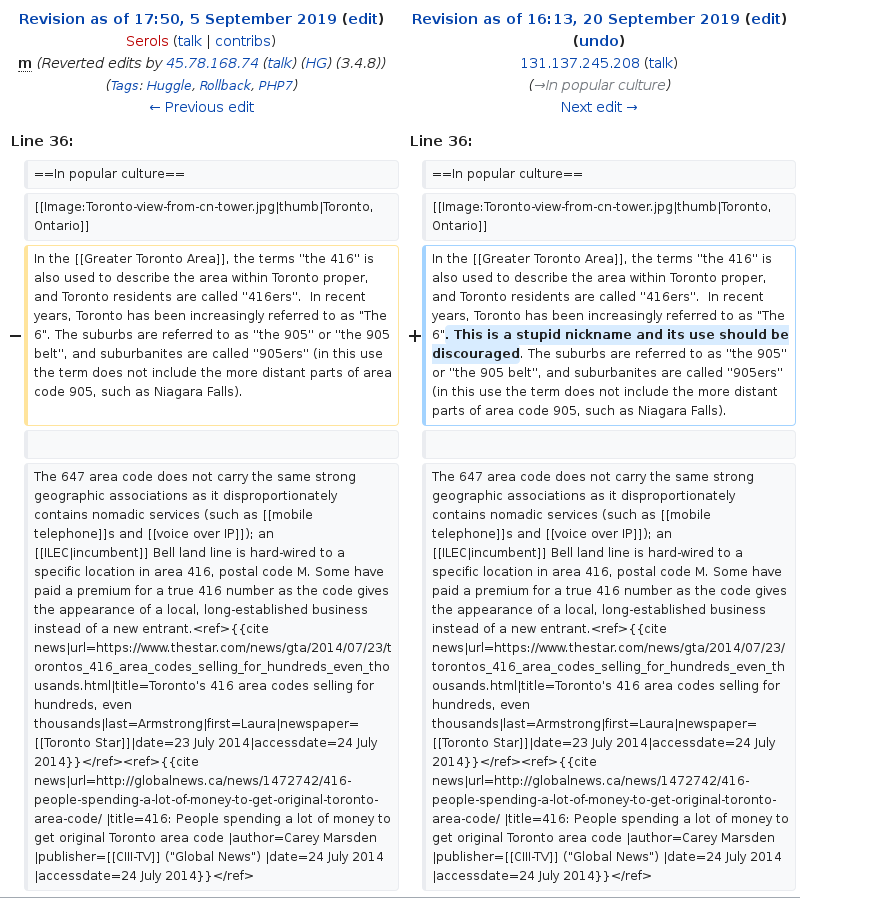 Revision as of 17:50, 5 September 2019 (edit)
Serols (talk | contribs)
m (Reverted edits by 45.78.168.74 (talk) (HG) (3.4.8))
(Tags: Huggle, Rollback, PHP7)
← Previous edit
Revision as of 16:13, 20 September 2019 (edit)
(undo)
131.137.245.208 (talk)
(→In popular culture)
Next edit →
Line 36:
Line 36:
==In popular culture==
==In popular culture==
[[Image:Toronto-view-from-cn-tower.jpg|thumb|Toronto,
Ontario]]
[[Image:Toronto-view-from-cn-tower.jpg|thumb|Toronto,
Ontario]]
−
In the [[Greater Toronto Area]], the terms "the 416" is
also used to describe the area within Toronto proper,
and Toronto residents are called "416ers".  In recent
years, Toronto has been increasingly referred to as "The
6". The suburbs are referred to as "the 905" or "the 905
belt", and suburbanites are called "905ers" (in this use
the term does not include the more distant parts of area
code 905, such as Niagara Falls).
+
In the [[Greater Toronto Area]], the terms "the 416" is
also used to describe the area within Toronto proper,
and Toronto residents are called "416ers".  In recent
years, Toronto has been increasingly referred to as "The
6". This is a stupid nickname and its use should be
discouraged. The suburbs are referred to as "the 905"
or "the 905 belt", and suburbanites are called "905ers"
(in this use the term does not include the more distant
parts of area code 905, such as Niagara Falls).
The 647 area code does not carry the same strong
geographic associations as it disproportionately
contains nomadic services (such as [[mobile
telephone]]s and [[voice over IP]]); an
[[ILEC|incumbent]] Bell land line is hard-wired to a
specific location in area 416, postal code M. Some have
paid a premium for a true 416 number as the code gives
the appearance of a local, long-established business
instead of a new entrant.<ref>{{cite
news|url=https://www.thestar.com/news/gta/2014/07/23/t
orontos_416_area_codes_selling_for_hundreds_even_tho
usands.html|title=Toronto's 416 area codes selling for
hundreds, even
thousands|last=Armstrong|first=Laura|newspaper=
[[Toronto Star]]|date=23 July 2014|accessdate=24 July
2014}}</ref><ref>{{cite
news|url=http://globalnews.ca/news/1472742/416-
people-spending-a-lot-of-money-to-get-original-toronto-
area-code/ |title=416: People spending a lot of money to
get original Toronto area code |author=Carey Marsden
|publisher=[[CIII-TV]] ("Global News") |date=24 July 2014
|accessdate=24 July 2014}}</ref>
The 647 area code does not carry the same strong
geographic associations as it disproportionately
contains nomadic services (such as [[mobile
telephone]]s and [[voice over IP]]); an
[[ILEC|incumbent]] Bell land line is hard-wired to a
specific location in area 416, postal code M. Some have
paid a premium for a true 416 number as the code gives
the appearance of a local, long-established business
instead of a new entrant.<ref>{{cite
news|url=https://www.thestar.com/news/gta/2014/07/23/
torontos_416_area_codes_selling_for_hundreds_even_th
ousands.html|title=Toronto's 416 area codes selling for
hundreds, even
thousands|last=Armstrong|first=Laura|newspaper=
[[Toronto Star]]|date=23 July 2014|accessdate=24 July
2014}}</ref><ref>{{cite
news|url=http://globalnews.ca/news/1472742/416-
people-spending-a-lot-of-money-to-get-original-toronto-
area-code/ |title=416: People spending a lot of money to
get original Toronto area code |author=Carey Marsden
|publisher=[[CIII-TV]] ("Global News") |date=24 July 2014
|accessdate=24 July 2014}}</ref>